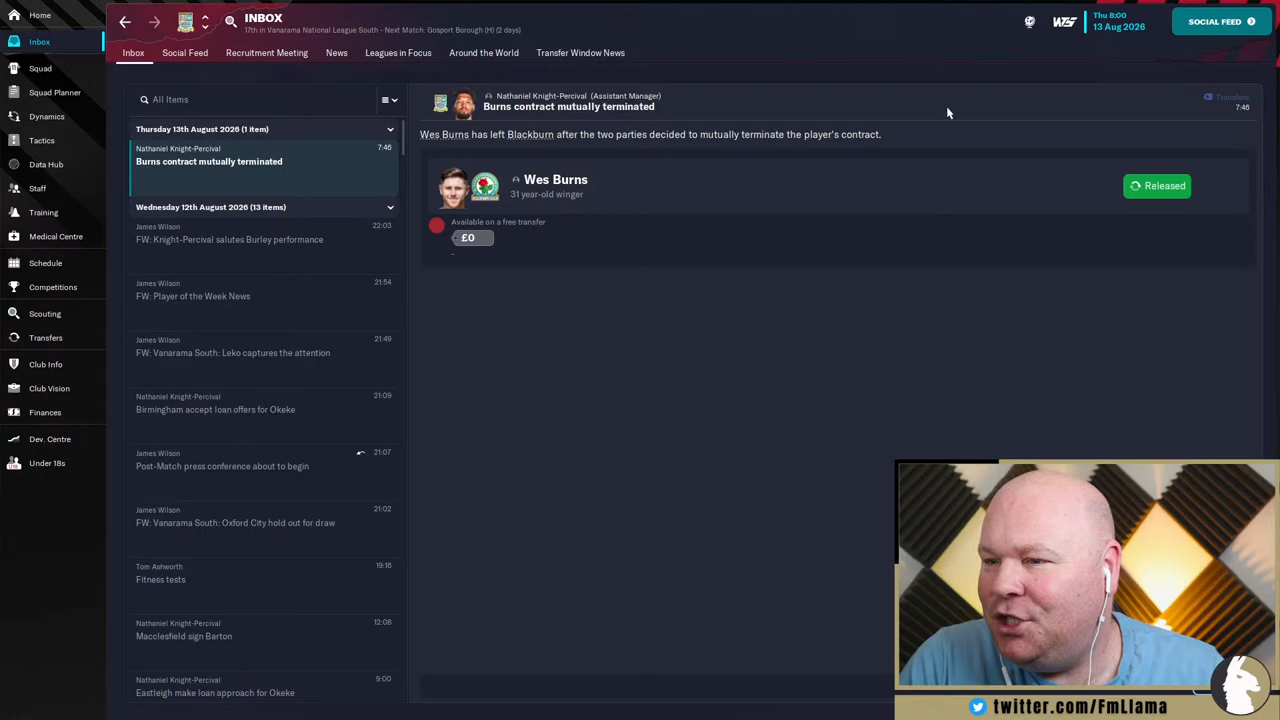 Home
Inbox
Squad
Squad Planner
Dynamics
Tactics
Data Hub
Staff
Training
Medical Centre
Schedule
Competitions
Scouting
Transfers
Club Info
Club Vision
Finances
Dev. Centre
Under 18s
INBOX
17th in Vanarama National League South - Next Match: Gosport Borough (H) (2 days)
Thu 8:00
13 Aug 2026
SOCIAL FEED
Inbox
Social Feed
Recruitment Meeting
News
Leagues in Focus
Around the World
Transfer Window News
All Items
Thursday 13th August 2026 (1 item)
Nathaniel Knight-Percival 7:46
Burns contract mutually terminated
Wednesday 12th August 2026 (13 items)
James Wilson 22:03
FW: Knight-Percival salutes Burley performance
James Wilson 21:54
FW: Player of the Week News
James Wilson 21:49
FW: Vanarama South: Leko captures the attention
Nathaniel Knight-Percival 21:09
Birmingham accept loan offers for Okeke
James Wilson 21:07
Post-Match press conference about to begin
James Wilson 21:02
FW: Vanarama South: Oxford City hold out for draw
Tom Ashworth 19:16
Fitness tests
Nathaniel Knight-Percival 12:08
Macclesfield sign Barton
Nathaniel Knight-Percival 9:00
Eastleigh make loan approach for Okeke
Nathaniel Knight-Percival (Assistant Manager)
Burns contract mutually terminated
Transfers
7:46
Wes Burns has left Blackburn after the two parties decided to mutually terminate the player's contract.
Wes Burns
31 year-old winger
Released
Available on a free transfer
£0
-
twitter.com/FmLlama